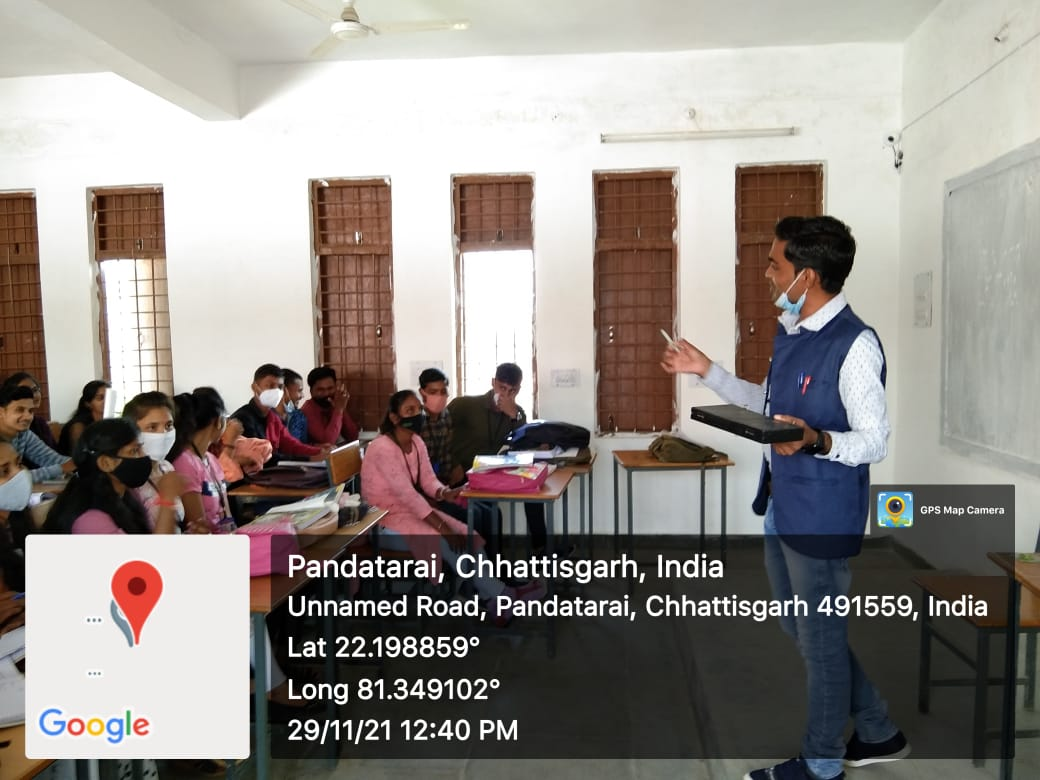 GPS Map Camera
Pandatarai, Chhattisgarh, India
Unnamed Road, Pandatarai, Chhattisgarh 491559, India
Lat 22.198859°
Long 81.349102°
29/11/21 12:40 PM
Google